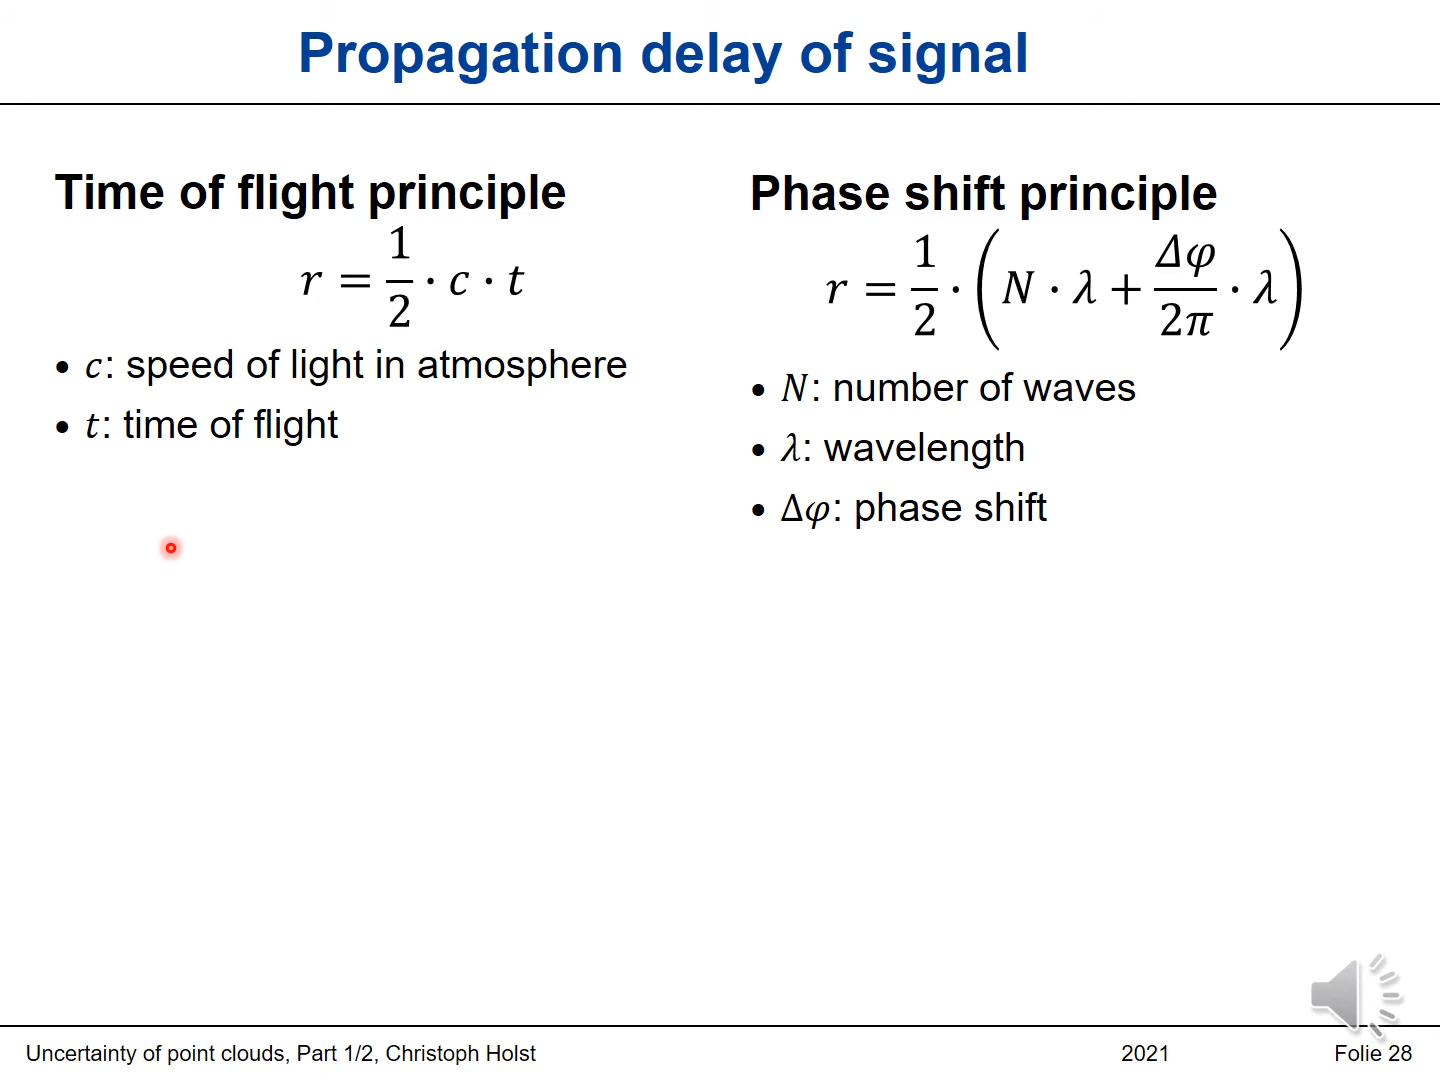 Propagation delay of signal
Time of flight principle
r = 1/2 · c · t
• c: speed of light in atmosphere
• t: time of flight
Phase shift principle
r = 1/2 · (N · λ + Δφ/2π · λ)
• N: number of waves
• λ: wavelength
• Δφ: phase shift
Uncertainty of point clouds, Part 1/2, Christoph Holst
2021
Folie 28